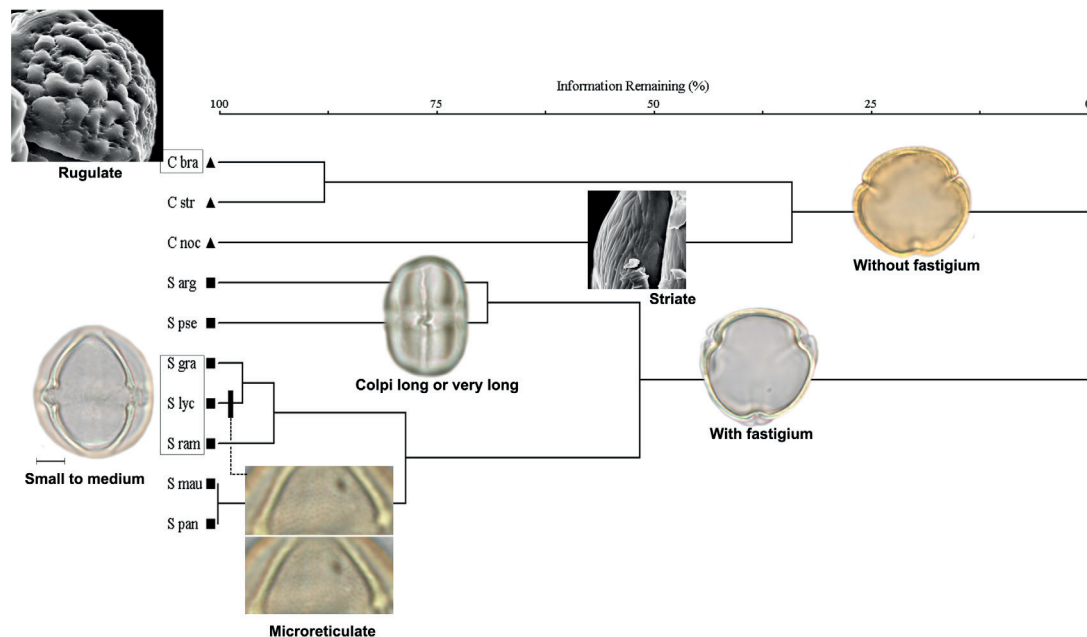 Information Remaining (%)
100 75 50 25 0
Rugulate
C bra
C str
C noc
Without fastigium
S arg
Striate
S pse
S gra
Colpi long or very long
S lyc
With fastigium
S ram
Small to medium
S mau
S pan
Microreticulate